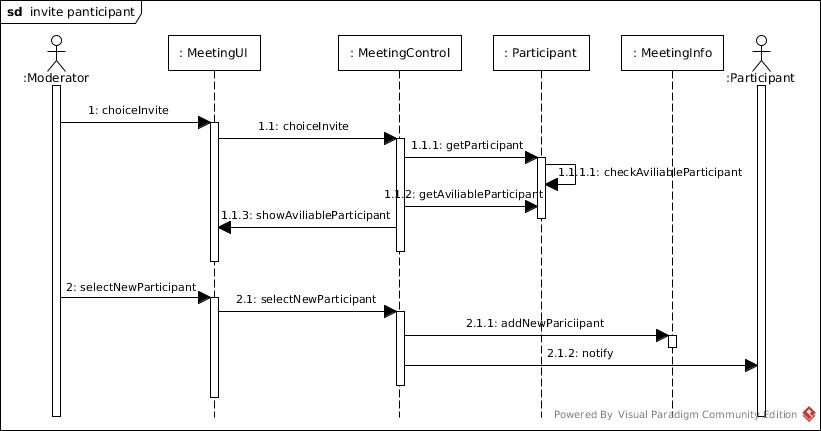 sd invite panticipant
: MeetingUI
: MeetingControl
: Participant
: MeetingInfo
:Moderator
:Participant
1: choiceInvite
1.1: choiceInvite
1.1.1: getParticipant
1.1.1.1: checkAviliableParticipant
1.1.2: getAviliableParticipant
1.1.3: showAviliableParticipant
2: selectNewParticipant
2.1: selectNewParticipant
2.1.1: addNewPariciipant
2.1.2: notify
Powered By Visual Paradigm Community Edition